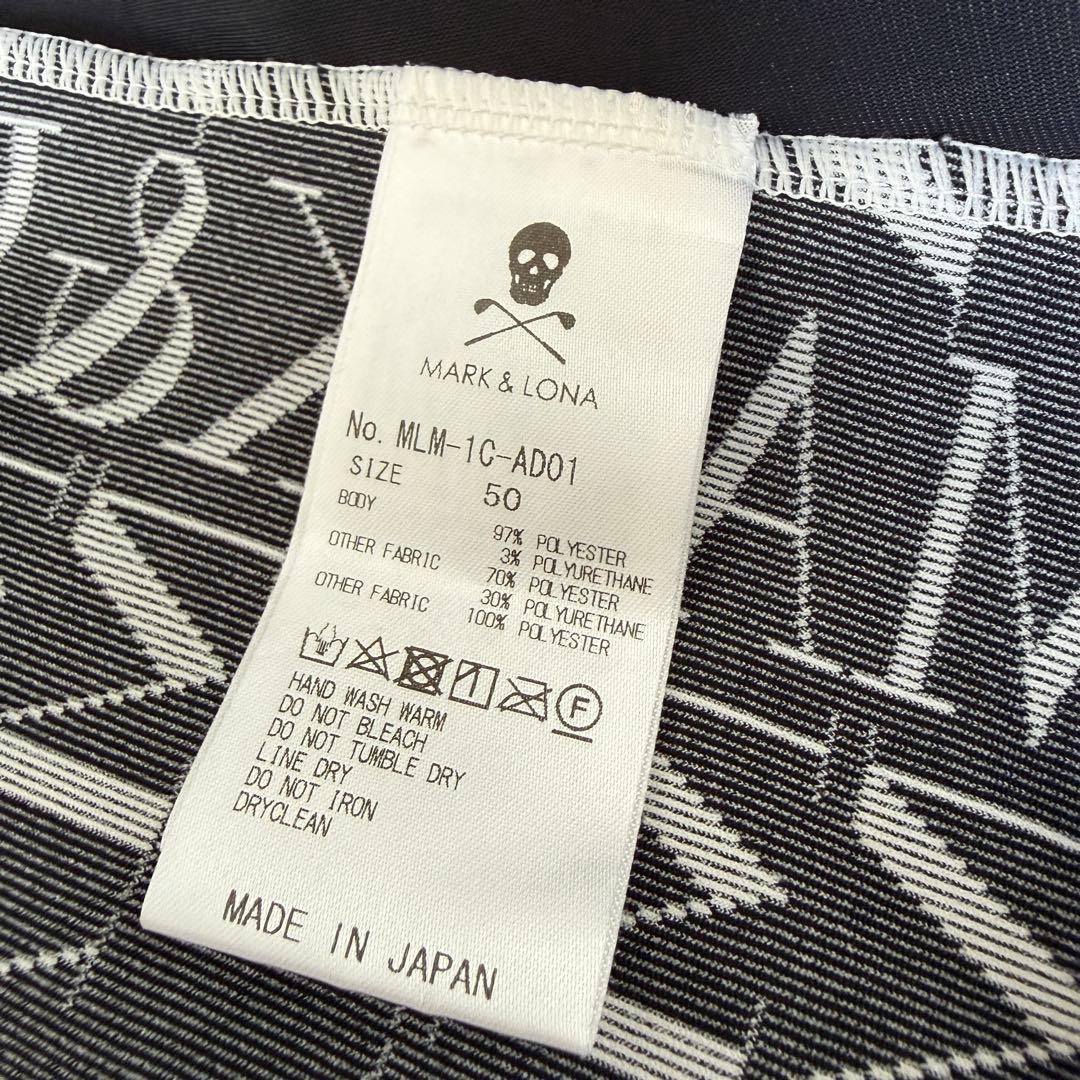 MARK & LONA
No. MLM-1C-AD01
SIZE 50
BODY 97% POLYESTER
3% POLYURETHANE
OTHER FABRIC 70% POLYESTER
30% POLYURETHANE
OTHER FABRIC 100% POLYESTER
F
HAND WASH WARM
DO NOT BLEACH
DO NOT TUMBLE DRY
LINE DRY
DO NOT IRON
DRYCLEAN
MADE IN JAPAN